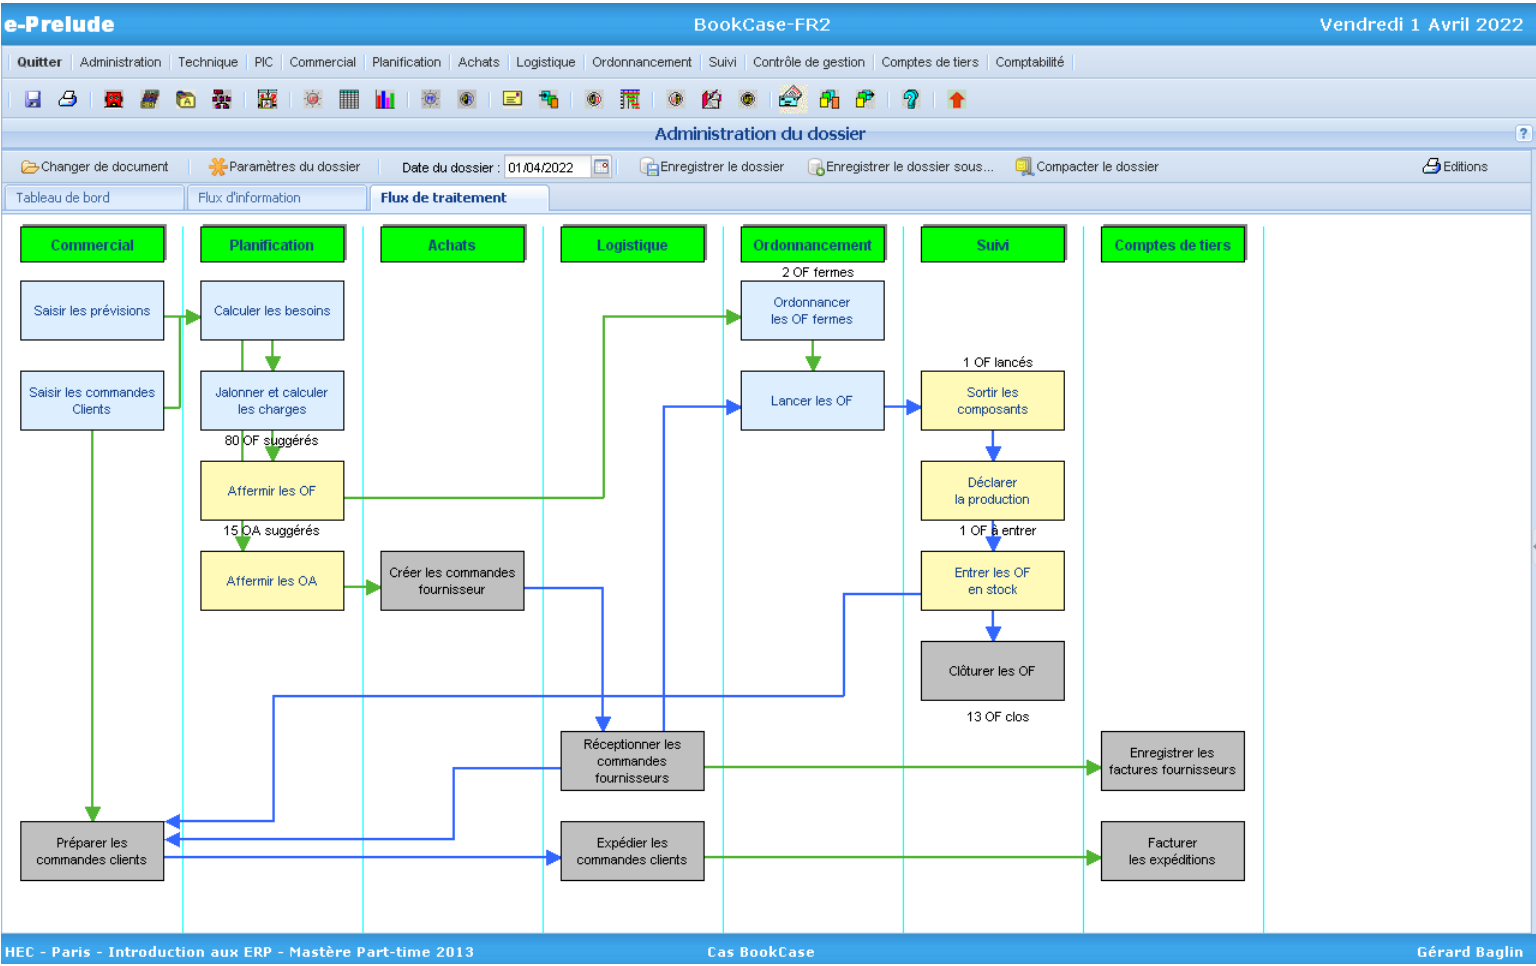 e-Prelude
BookCase-FR2
Vendredi 1 Avril 2022
Quitter Administration Technique PIC Commercial Planification Achats Logistique Ordonnancement Suivi Contrôle de gestion Comptes de tiers Comptabilité
Administration du dossier
?
Changer de document Paramètres du dossier Date du dossier : 01/04/2022 Enregistrer le dossier Enregistrer le dossier sous... Compacter le dossier Editions
Tableau de bord Flux d'information Flux de traitement
Commercial Planification Achats Logistique Ordonnancement Suivi Comptes de tiers
2 OF fermes
Saisir les prévisions
Calculer les besoins
Ordonnancer
les OF fermes
1 OF lancés
Saisir les commandes
Clients
Jalonner et calculer
les charges
Lancer les OF
Sortir les
composants
80 OF suggérés
Affermir les OF
Déclarer
la production
15 OA suggérés
1 OF à entrer
Affermir les OA
Créer les commandes
fournisseur
Entrer les OF
en stock
Clôturer les OF
13 OF clos
Réceptionner les
commandes
fournisseurs
Enregistrer les
factures fournisseurs
Préparer les
commandes clients
Expédier les
commandes clients
Facturer
les expéditions
HEC - Paris - Introduction aux ERP - Mastère Part-time 2013
Cas BookCase
Gérard Baglin